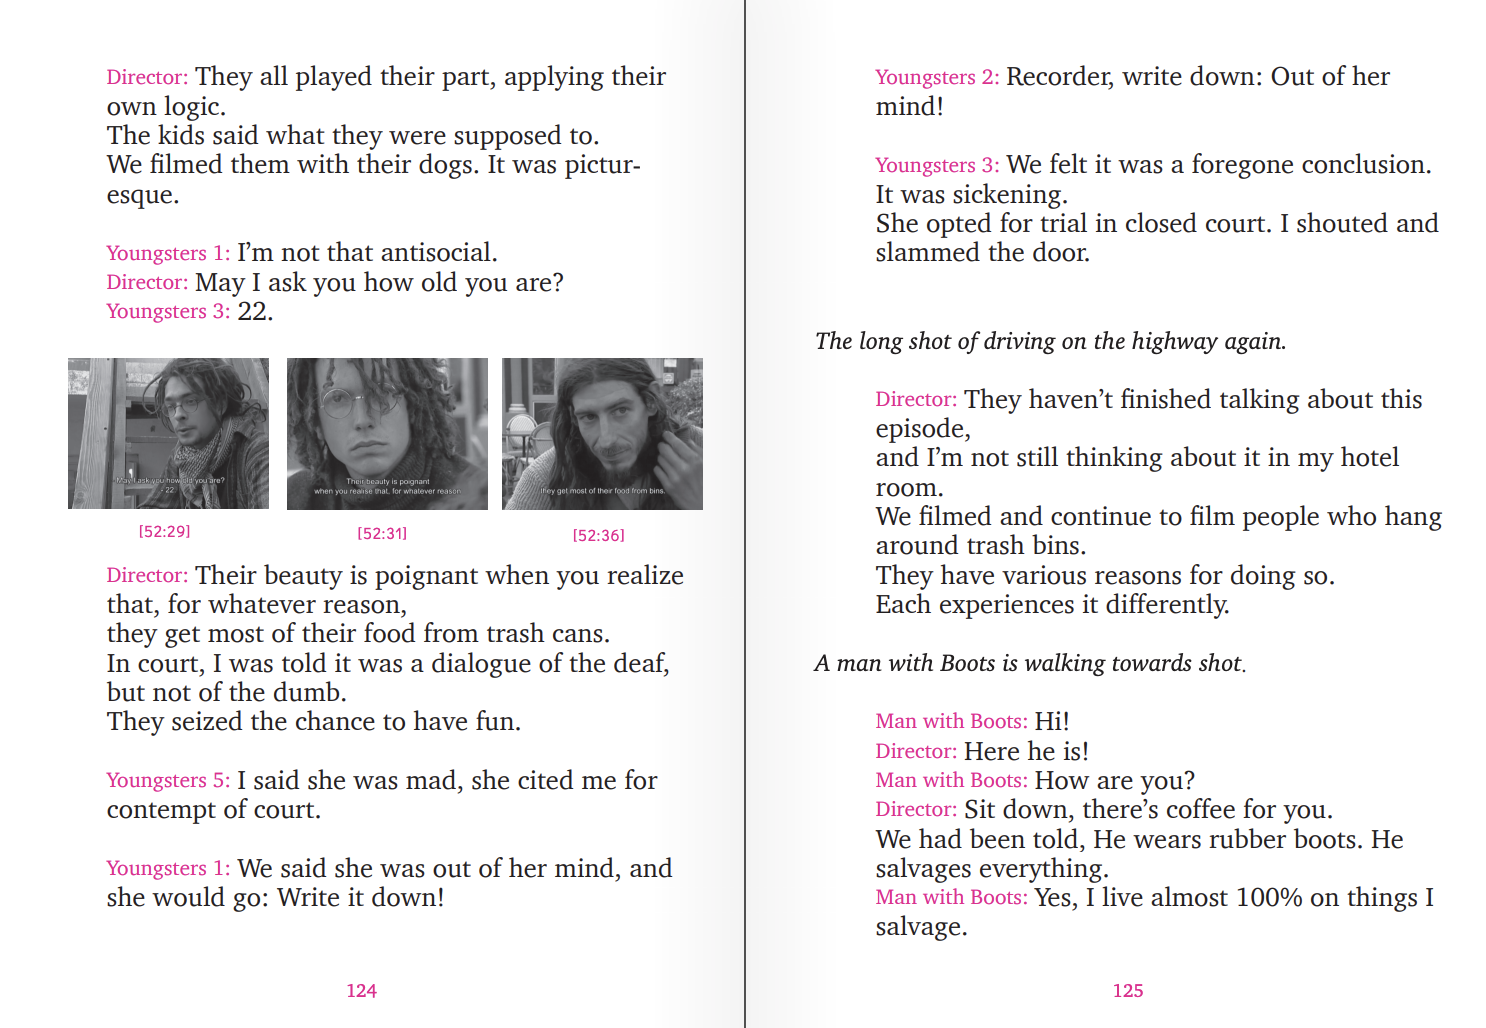 Director: They all played their part, applying their
own logic.
The kids said what they were supposed to.
We filmed them with their dogs. It was pictur-
esque.
Youngsters 1: I’m not that antisocial.
Director: May I ask you how old you are?
Youngsters 3: 22.
May I ask you how old you are?
- 22.
Their beauty is poignant
when you realise that, for whatever reason,
they get most of their food from bins.
[52:29]
[52:31]
[52:36]
Director: Their beauty is poignant when you realize
that, for whatever reason,
they get most of their food from trash cans.
In court, I was told it was a dialogue of the deaf,
but not of the dumb.
They seized the chance to have fun.
Youngsters 5: I said she was mad, she cited me for
contempt of court.
Youngsters 1: We said she was out of her mind, and
she would go: Write it down!
124
Youngsters 2: Recorder, write down: Out of her
mind!
Youngsters 3: We felt it was a foregone conclusion.
It was sickening.
She opted for trial in closed court. I shouted and
slammed the door.
The long shot of driving on the highway again.
Director: They haven’t finished talking about this
episode,
and I’m not still thinking about it in my hotel
room.
We filmed and continue to film people who hang
around trash bins.
They have various reasons for doing so.
Each experiences it differently.
A man with Boots is walking towards shot.
Man with Boots: Hi!
Director: Here he is!
Man with Boots: How are you?
Director: Sit down, there’s coffee for you.
We had been told, He wears rubber boots. He
salvages everything.
Man with Boots: Yes, I live almost 100% on things I
salvage.
125